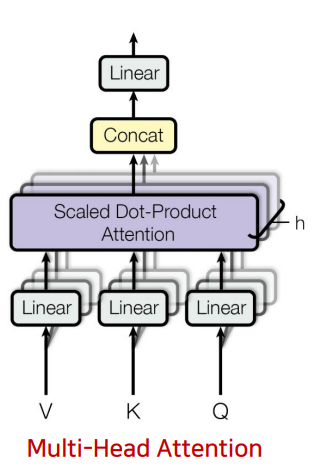 Linear
Concat
Scaled Dot-Product
Attention
h
Linear Linear Linear
V K Q
Multi-Head Attention